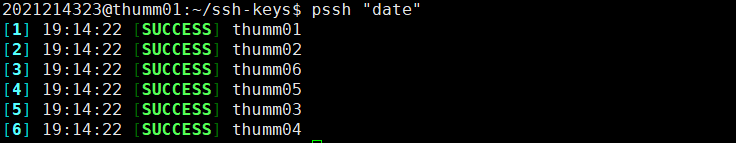 2021214323@thumm01:~/ssh-keys$ pssh "date"
[1] 19:14:22 [SUCCESS] thumm01
[2] 19:14:22 [SUCCESS] thumm02
[3] 19:14:22 [SUCCESS] thumm06
[4] 19:14:22 [SUCCESS] thumm05
[5] 19:14:22 [SUCCESS] thumm03
[6] 19:14:22 [SUCCESS] thumm04